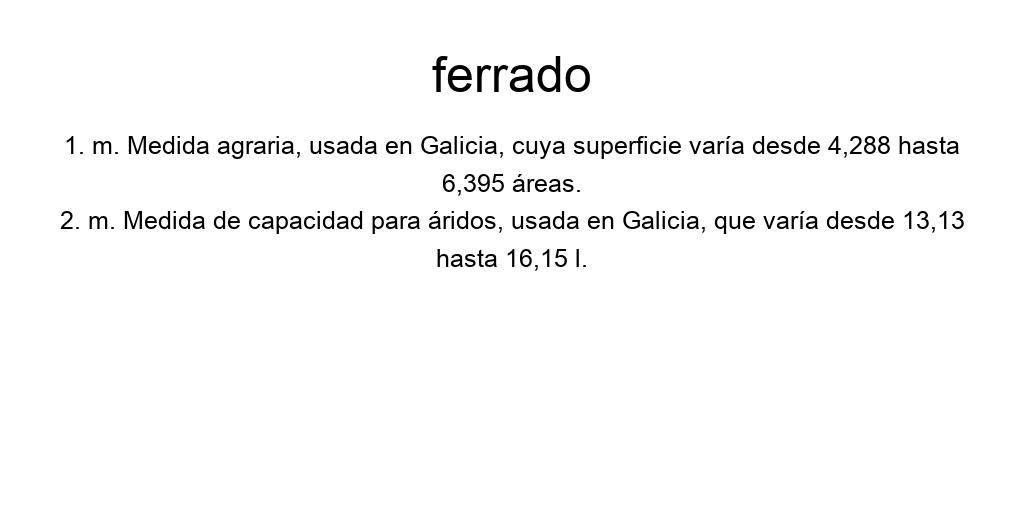 ferrado
1. m. Medida agraria, usada en Galicia, cuya superficie varía desde 4,288 hasta
6,395 áreas.
2. m. Medida de capacidad para áridos, usada en Galicia, que varía desde 13,13
hasta 16,15 l.